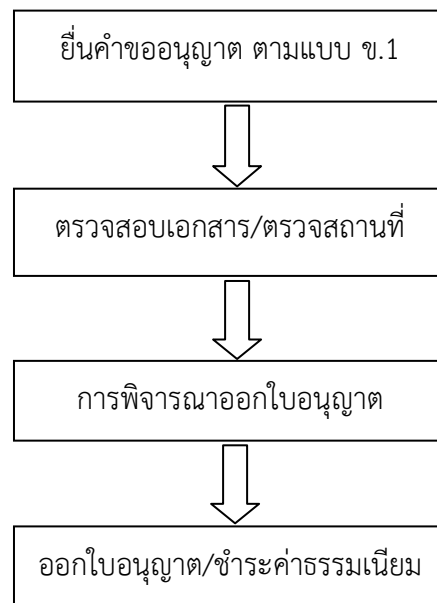 ยื่นคำขออนุญาต ตามแบบ ข.1
ตรวจสอบเอกสาร/ตรวจสถานที่
การพิจารณาออกใบอนุญาต
ออกใบอนุญาต/ชำระค่าธรรมเนียม